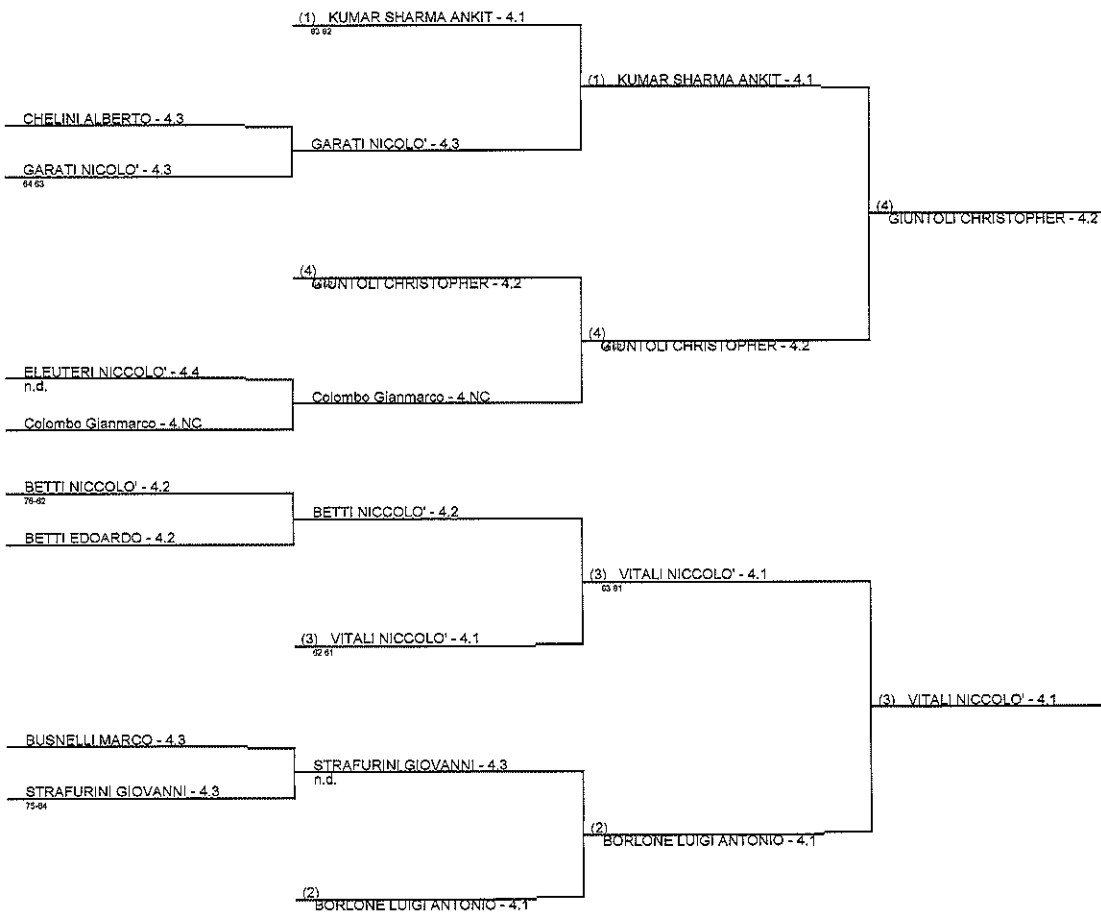 (1) KUMAR SHARMA ANKIT - 4.1
63 62
(1) KUMAR SHARMA ANKIT - 4.1
CHELINI ALBERTO - 4.3
GARATI NICOLO' - 4.3
GARATI NICOLO' - 4.3
64 63
(4)
GIUNTOLI CHRISTOPHER - 4.2
(4)
GIUNTOLI CHRISTOPHER - 4.2
(4)
GIUNTOLI CHRISTOPHER - 4.2
ELEUTERI NICCOLO' - 4.4
n.d.
Colombo Gianmarco - 4.NC
Colombo Gianmarco - 4.NC
BETTI NICCOLO' - 4.2
76-62
BETTI NICCOLO' - 4.2
BETTI EDOARDO - 4.2
(3) VITALI NICCOLO' - 4.1
63 61
(3) VITALI NICCOLO' - 4.1
62 61
(3) VITALI NICCOLO' - 4.1
BUSNELLI MARCO - 4.3
STRAFURINI GIOVANNI - 4.3
n.d.
STRAFURINI GIOVANNI - 4.3
75-64
(2)
BORLONE LUIGI ANTONIO - 4.1
(2)
BORLONE LUIGI ANTONIO - 4.1